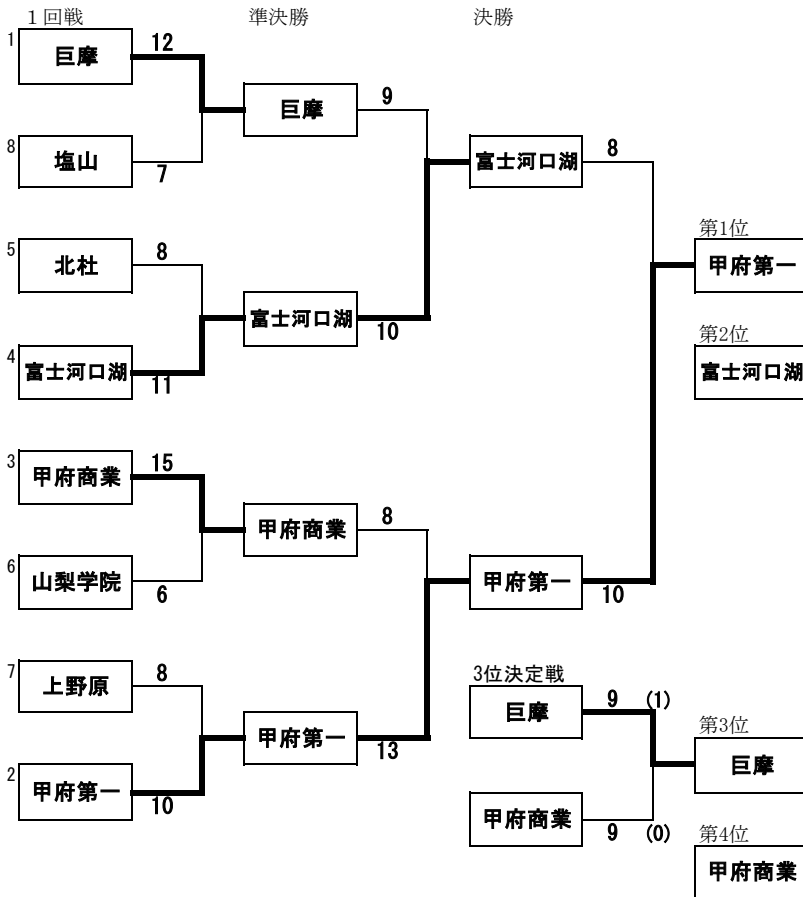 １回戦 準決勝 決勝
1 巨摩 12
巨摩 9
8 塩山 7
富士河口湖 8
5 北杜 8
富士河口湖 10
4 富士河口湖 11
第1位
甲府第一
第2位
富士河口湖
3 甲府商業 15
甲府商業 8
6 山梨学院 6
甲府第一 10
7 上野原 8
甲府第一 13
2 甲府第一 10
3位決定戦
巨摩 9 (1)
甲府商業 9 (0)
第3位
巨摩
第4位
甲府商業